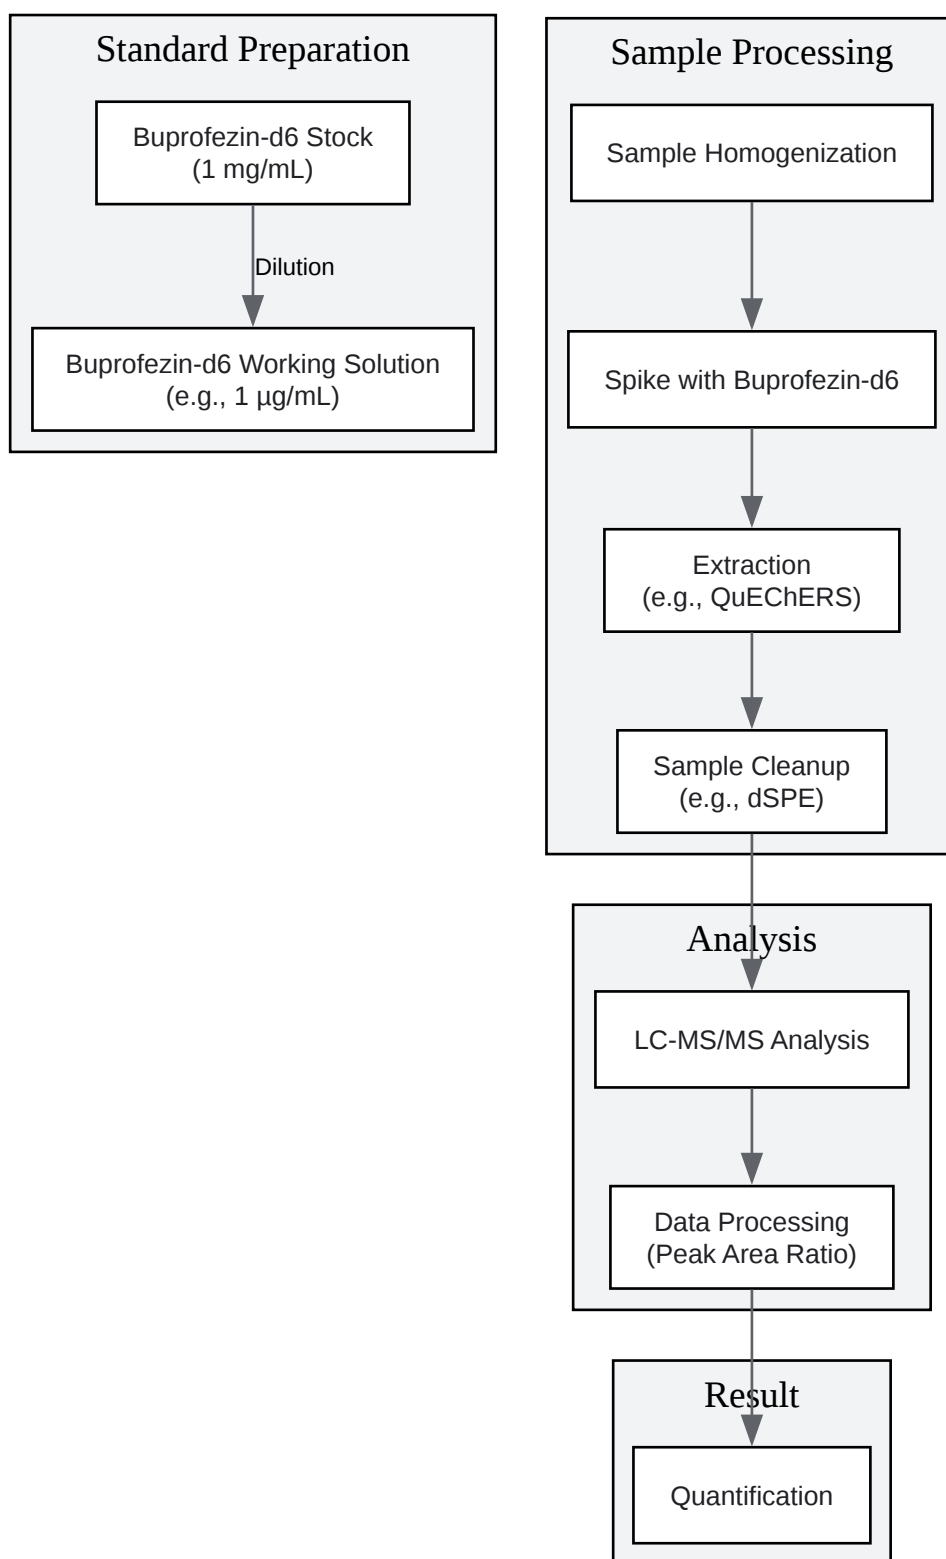 Standard Preparation
Buprofezin-d6 Stock
(1 mg/mL)
Dilution
Buprofezin-d6 Working Solution
(e.g., 1 µg/mL)
Sample Processing
Sample Homogenization
Spike with Buprofezin-d6
Extraction
(e.g., QuEChERS)
Sample Cleanup
(e.g., dSPE)
Analysis
LC-MS/MS Analysis
Data Processing
(Peak Area Ratio)
Result
Quantification